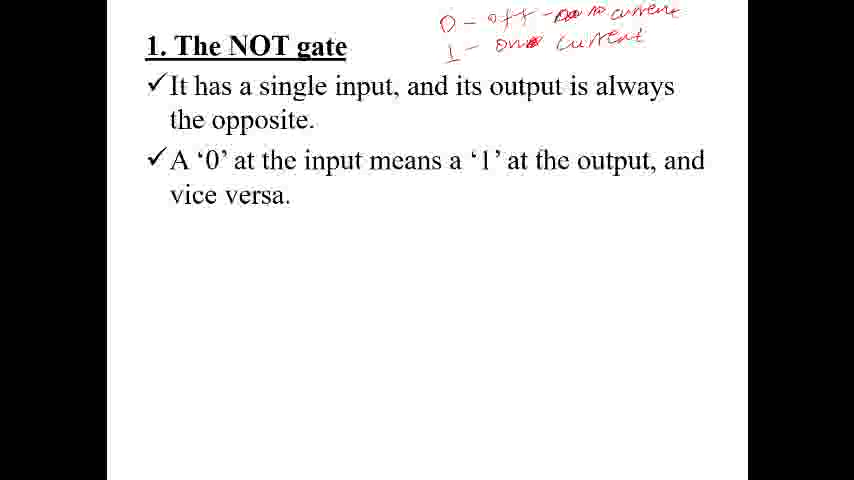 0 - off - no current
1 - on current
1. The NOT gate
✓It has a single input, and its output is always
the opposite.
✓A ‘0’ at the input means a ‘1’ at the output, and
vice versa.